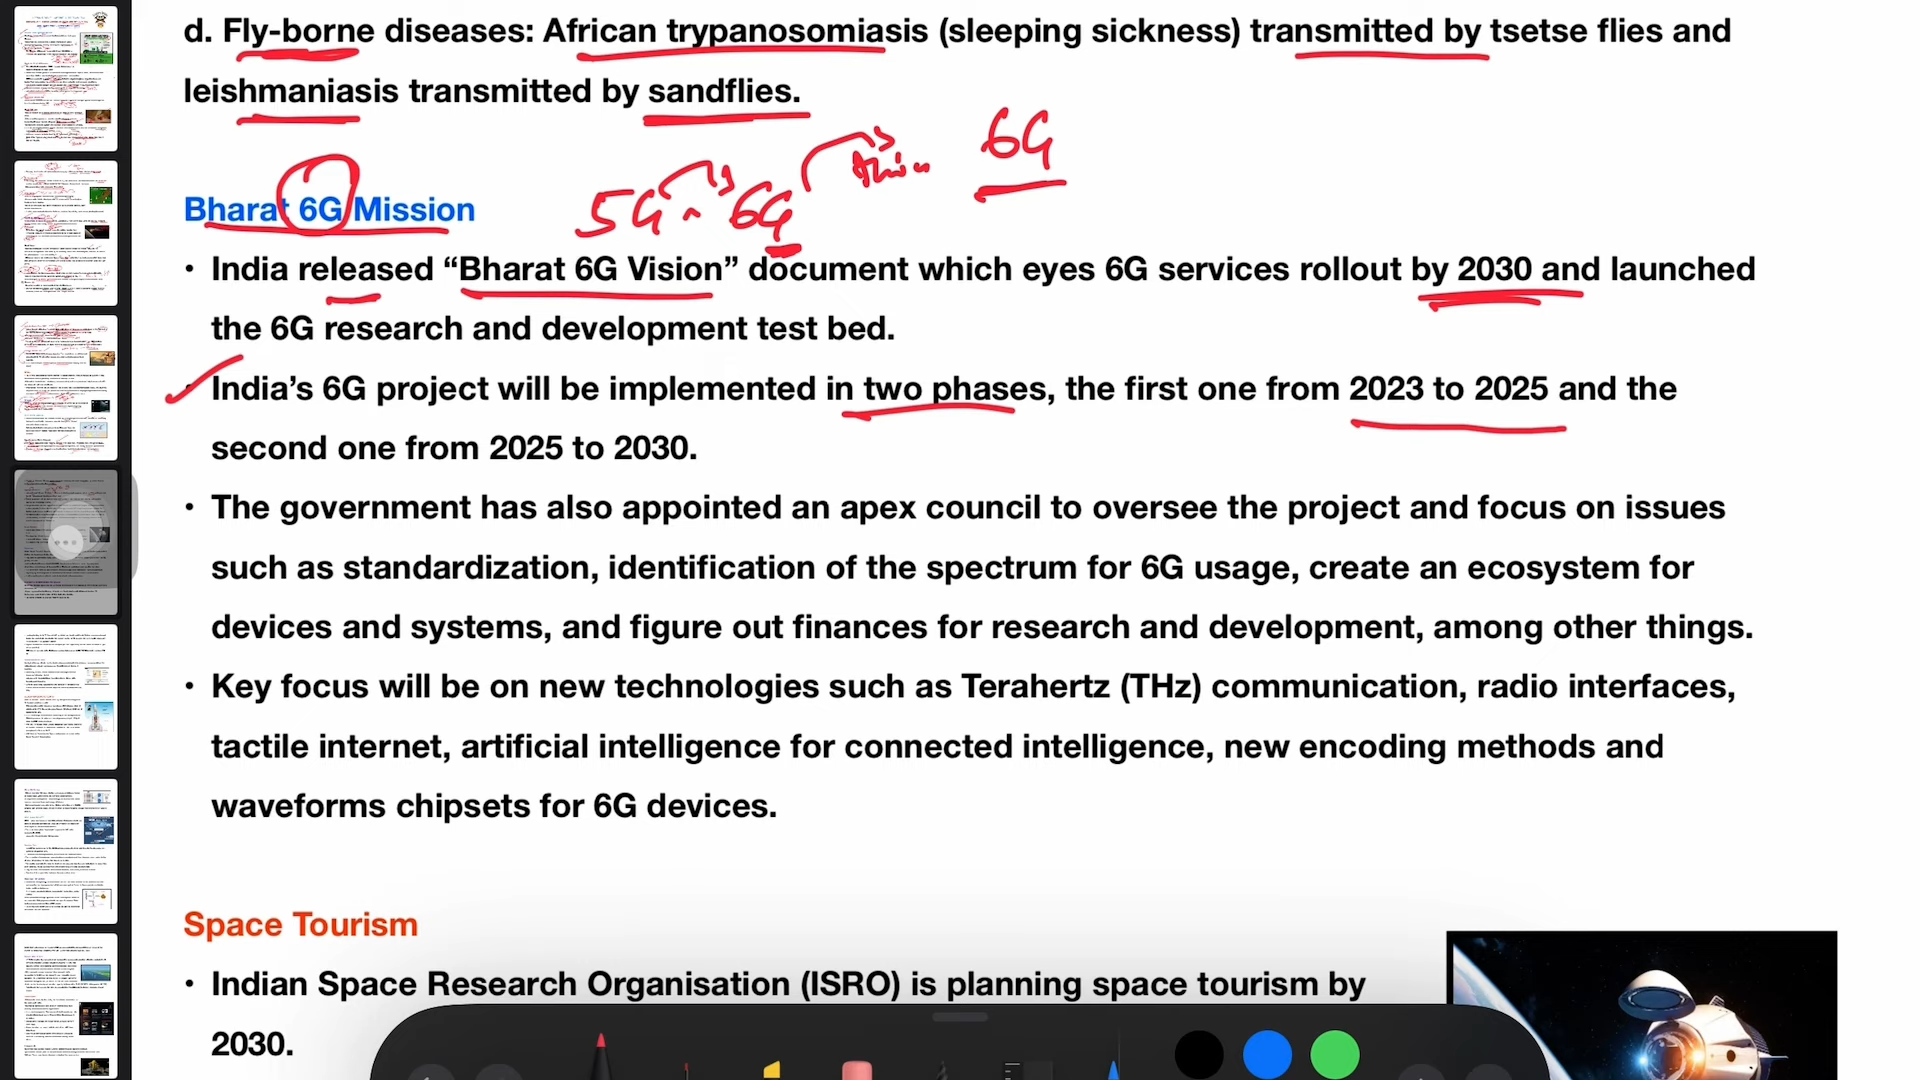 d. Fly-borne diseases: African trypanosomiasis (sleeping sickness) transmitted by tsetse flies and
leishmaniasis transmitted by sandflies.
6G
5G 6G
Bharat 6G Mission
• India released “Bharat 6G Vision” document which eyes 6G services rollout by 2030 and launched
the 6G research and development test bed.
• India’s 6G project will be implemented in two phases, the first one from 2023 to 2025 and the
second one from 2025 to 2030.
• The government has also appointed an apex council to oversee the project and focus on issues
such as standardization, identification of the spectrum for 6G usage, create an ecosystem for
devices and systems, and figure out finances for research and development, among other things.
• Key focus will be on new technologies such as Terahertz (THz) communication, radio interfaces,
tactile internet, artificial intelligence for connected intelligence, new encoding methods and
waveforms chipsets for 6G devices.
Space Tourism
• Indian Space Research Organisation (ISRO) is planning space tourism by
2030.